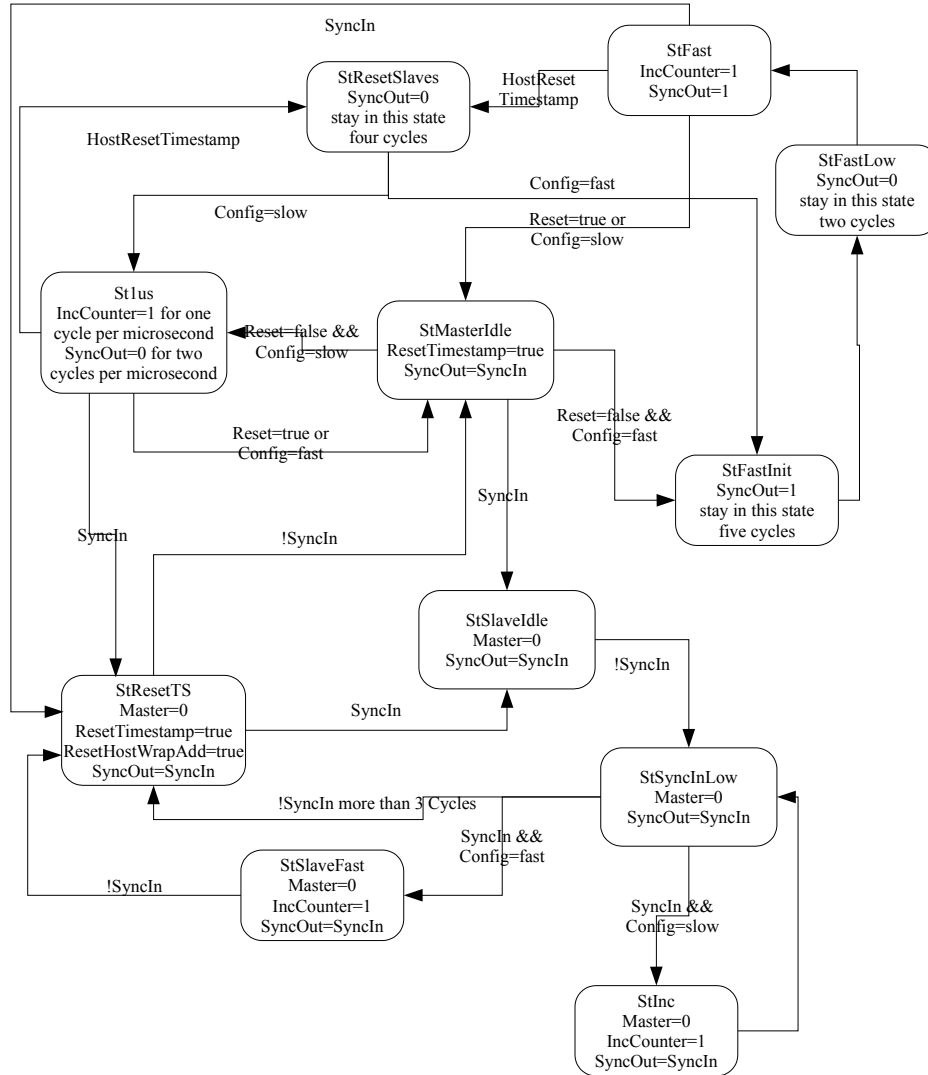 SyncIn
StFast
IncCounter=1
SyncOut=1
StResetSlaves
SyncOut=0
stay in this state
four cycles
HostReset
Timestamp
HostResetTimestamp
StFastLow
SyncOut=0
stay in this state
two cycles
Config=fast
Config=slow
Reset=true or
Config=slow
St1us
IncCounter=1 for one
cycle per microsecond
SyncOut=0 for two
cycles per microsecond
Reset=false &&
Config=slow
StMasterIdle
ResetTimestamp=true
SyncOut=SyncIn
Reset=false &&
Config=fast
Reset=true or
Config=fast
StFastInit
SyncOut=1
stay in this state
five cycles
SyncIn
SyncIn
!SyncIn
StSlaveIdle
Master=0
SyncOut=SyncIn
!SyncIn
StResetTS
Master=0
ResetTimestamp=true
ResetHostWrapAdd=true
SyncOut=SyncIn
SyncIn
StSyncInLow
Master=0
SyncOut=SyncIn
!SyncIn more than 3 Cycles
SyncIn &&
Config=fast
StSlaveFast
Master=0
IncCounter=1
SyncOut=SyncIn
!SyncIn
SyncIn &&
Config=slow
StInc
Master=0
IncCounter=1
SyncOut=SyncIn